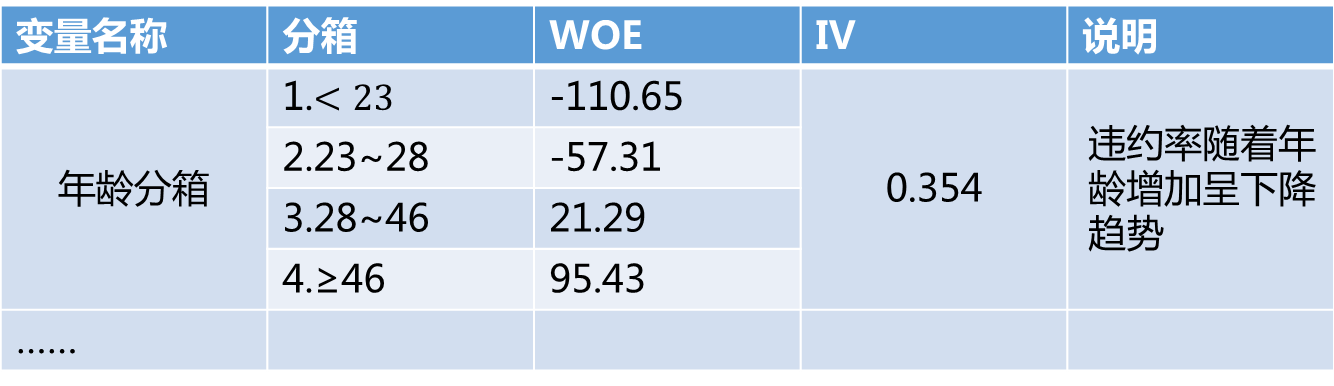 变量名称 分箱 WOE IV 说明
1.< 23 -110.65
2.23~28 -57.31
年龄分箱
3.28~46 21.29
4.≥46 95.43
0.354
违约率随着年
龄增加呈下降
趋势
......